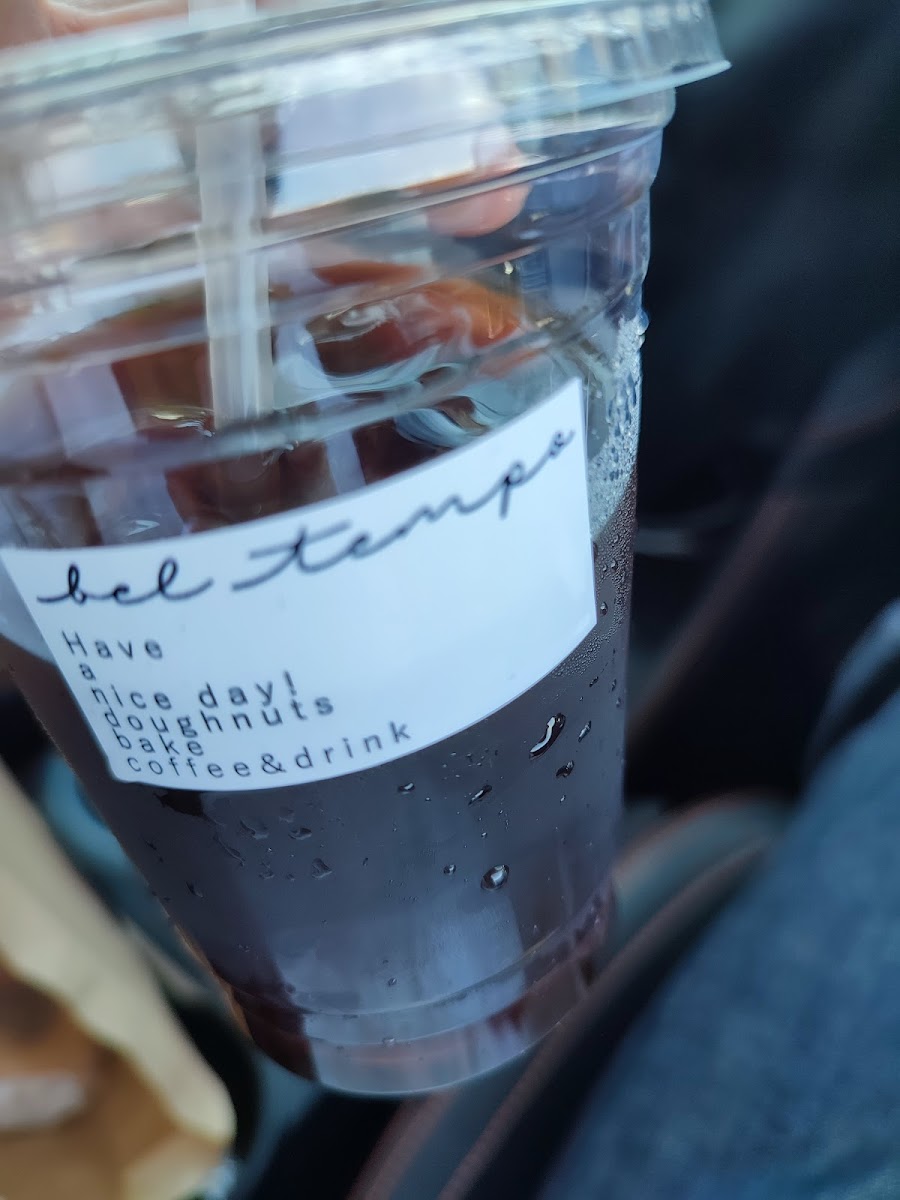 bel tempo
Have
a
nice day!
doughnuts
bake
coffee&drink